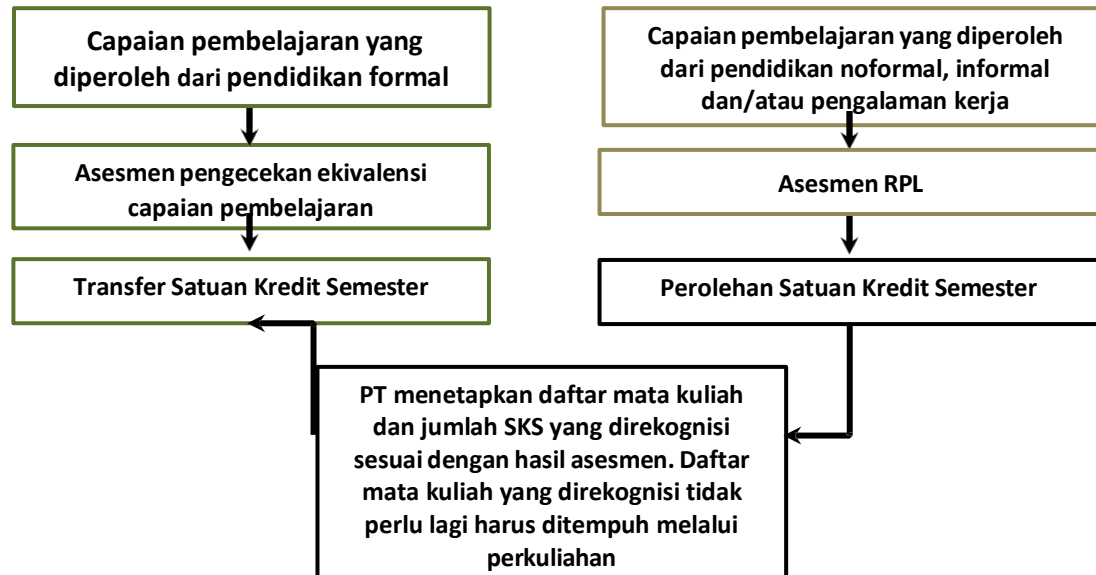 Capaian pembelajaran yang
diperoleh dari pendidikan formal
Asesmen pengecekan ekivalensi
capaian pembelajaran
Transfer Satuan Kredit Semester
Capaian pembelajaran yang diperoleh
dari pendidikan noformal, informal
dan/atau pengalaman kerja
Asesmen RPL
Perolehan Satuan Kredit Semester
PT menetapkan daftar mata kuliah
dan jumlah SKS yang direkognisi
sesuai dengan hasil asesmen. Daftar
mata kuliah yang direkognisi tidak
perlu lagi harus ditempuh melalui
perkuliahan